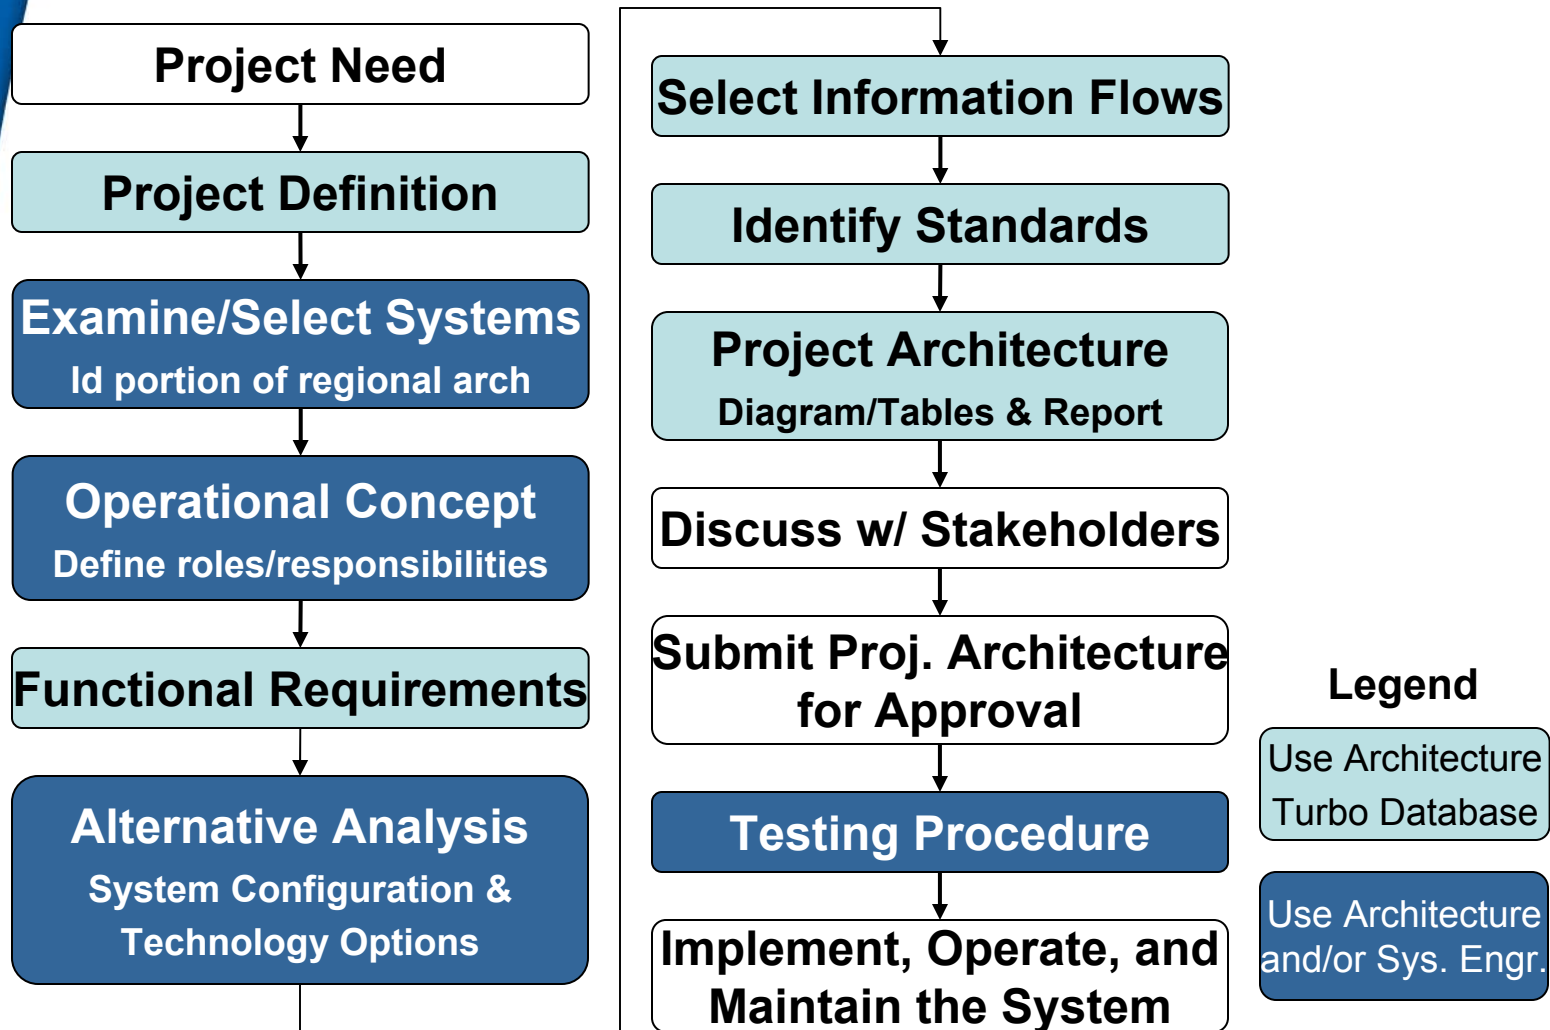 Project Need
Project Definition
Examine/Select Systems
Id portion of regional arch
Operational Concept
Define roles/responsibilities
Functional Requirements
Alternative Analysis
System Configuration &
Technology Options
Select Information Flows
Identify Standards
Project Architecture
Diagram/Tables & Report
Discuss w/ Stakeholders
Submit Proj. Architecture
for Approval
Testing Procedure
Implement, Operate, and
Maintain the System
Legend
Use Architecture
Turbo Database
Use Architecture
and/or Sys. Engr.